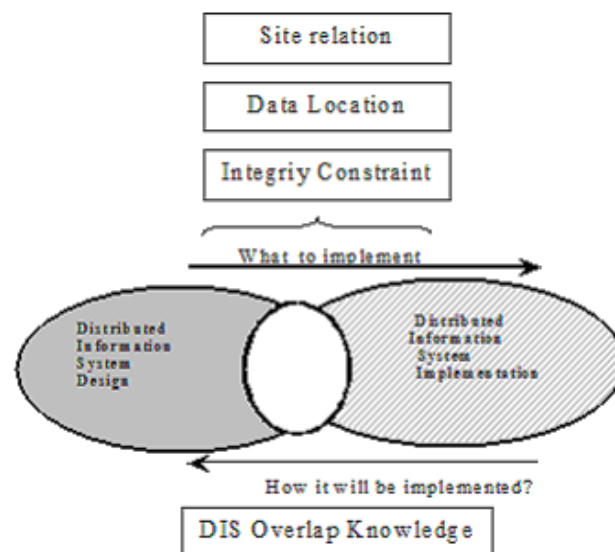 Site relation
Data Location
Integriy Constraint
What to implement
Distributed
Information
System
Design
Distributed
Information
System
Implementation
How it will be implemented?
DIS Overlap Knowledge